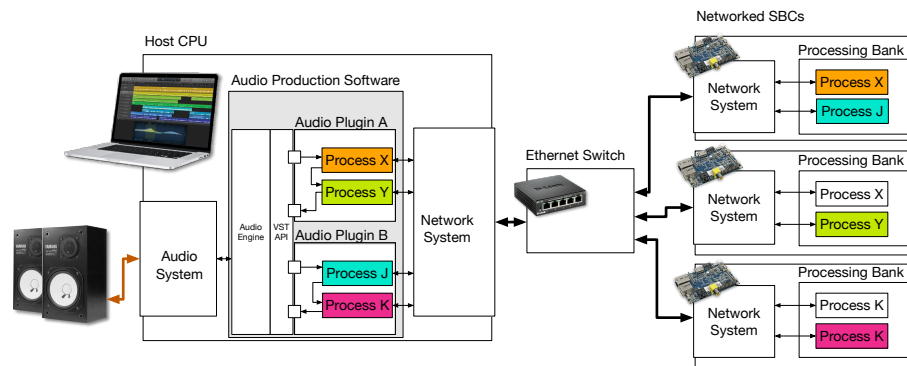 Networked SBCs
Host CPU
Processing Bank
Audio Production Software
Network
System
Process X
Process J
Audio Plugin A
Process X
Process Y
Ethernet Switch
D-Link
Processing Bank
Network
System
Process X
Process Y
Audio
Engine
VST
API
Network
System
Audio Plugin B
Process J
Process K
Audio
System
YAMAHA
Processing Bank
Network
System
Process K
Process K